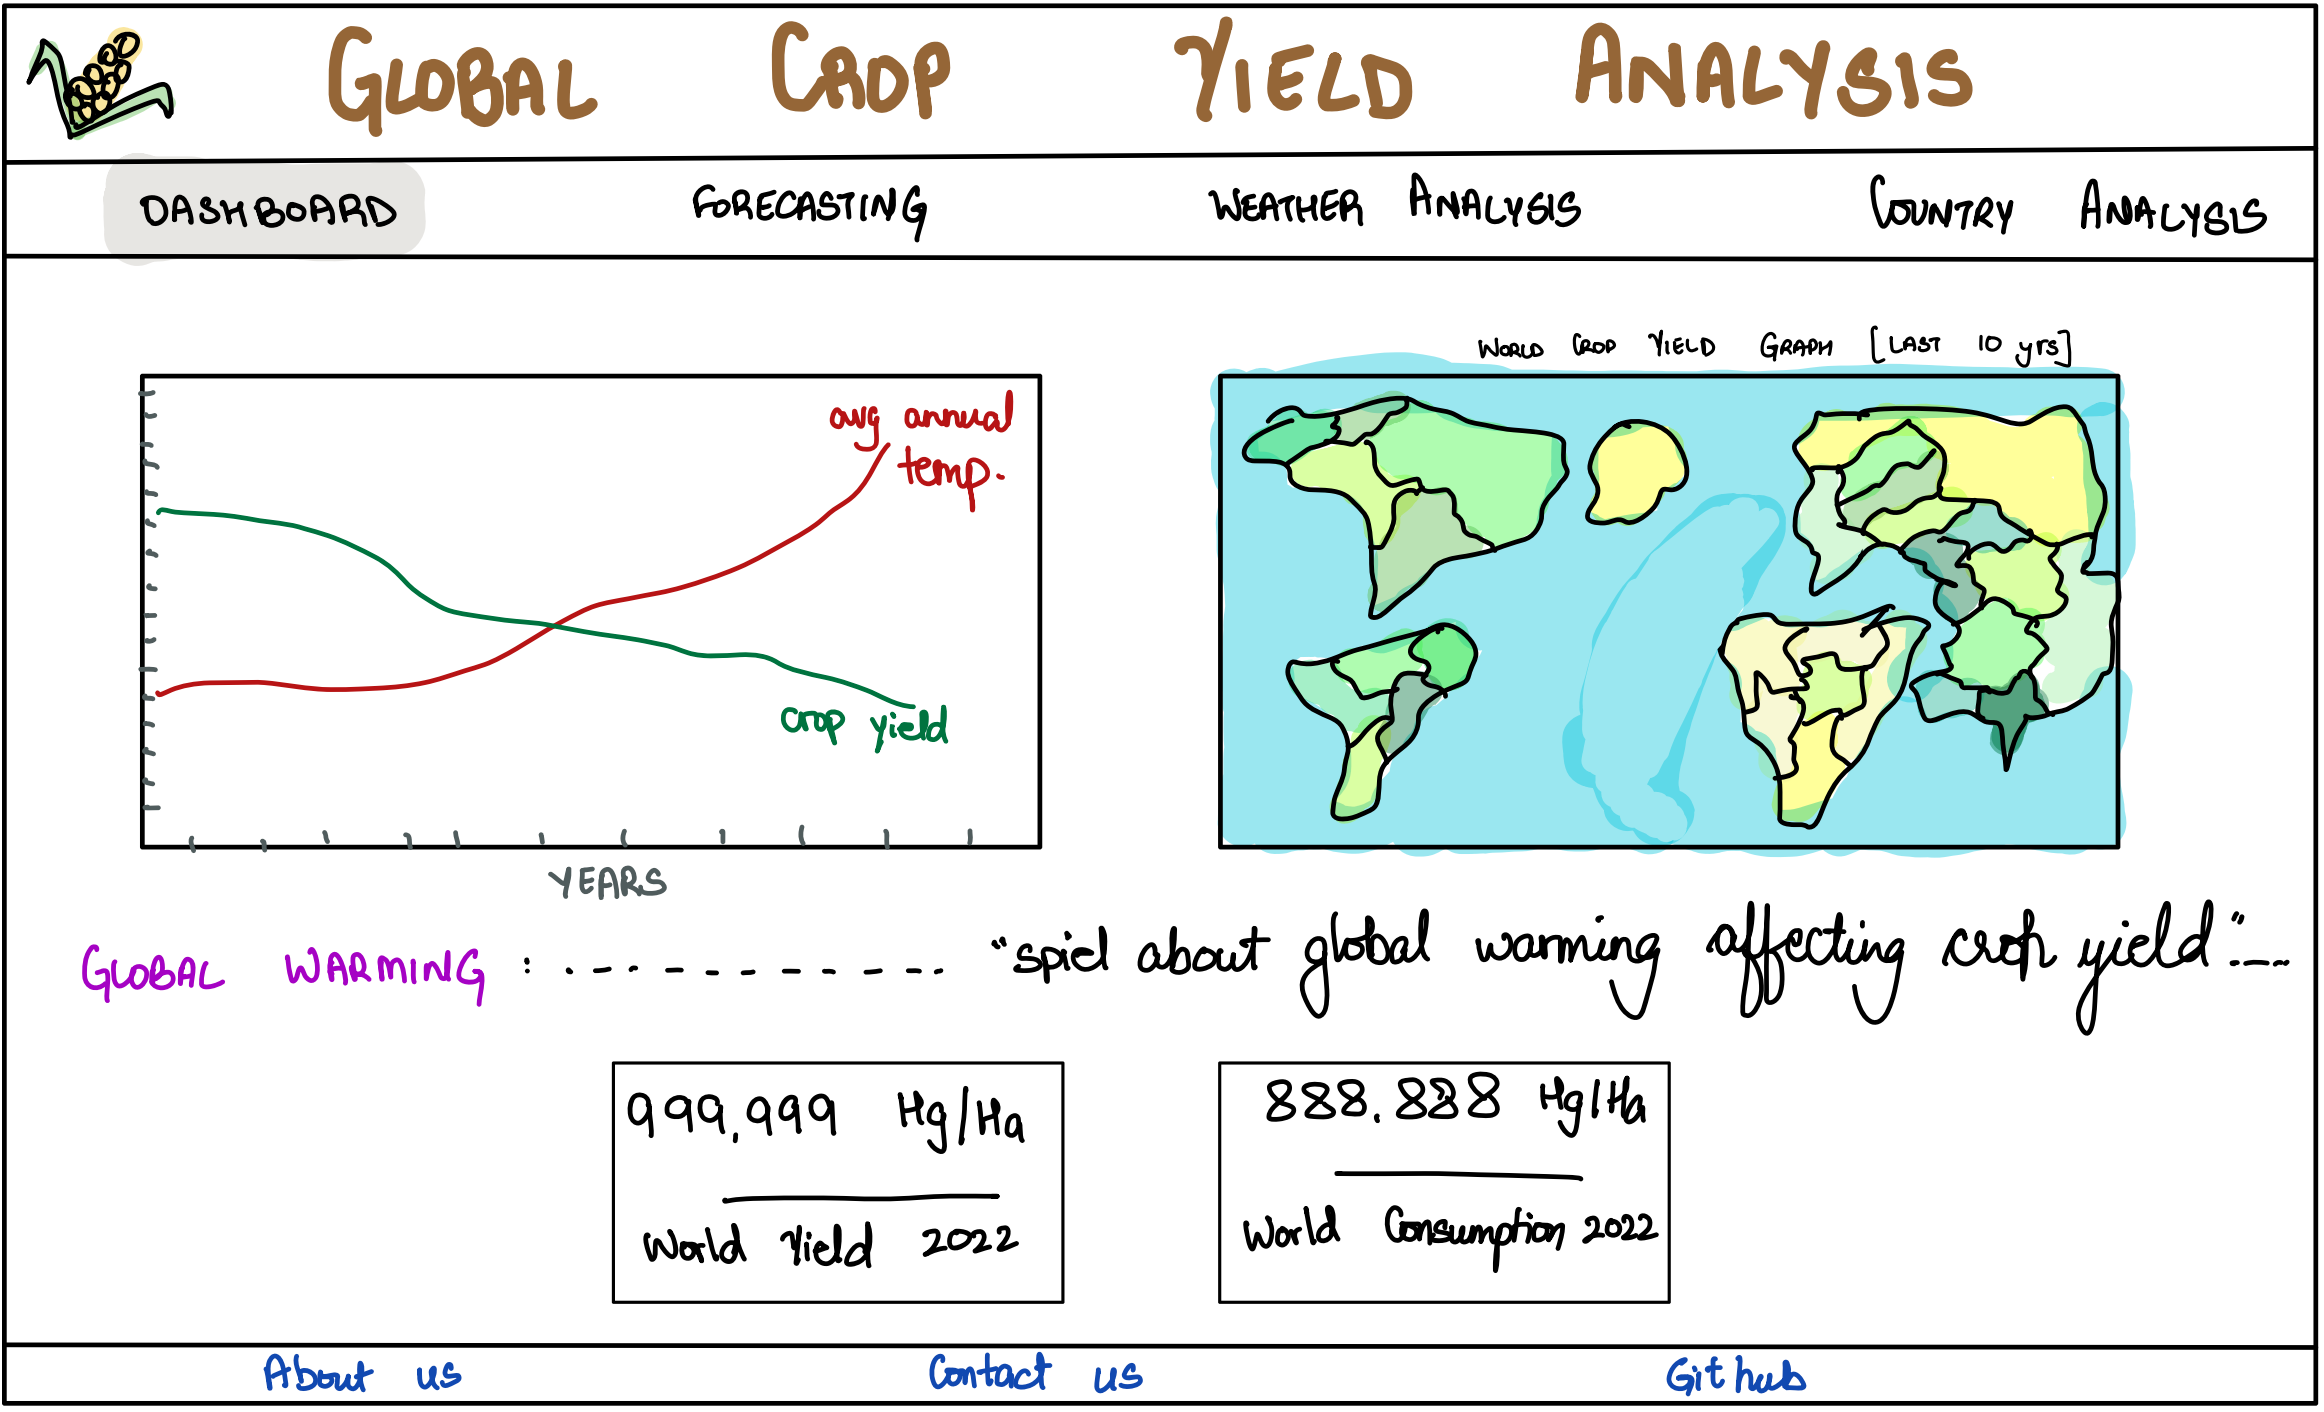 GLOBAL CROP YIELD ANALYSIS
DASHBOARD FORECASTING WEATHER ANALYSIS COUNTRY ANALYSIS
WORLD CROP YIELD GRAPH [LAST 10 yrs]
avg annual
temp.
crop yield
YEARS
GLOBAL WARMING : . - - . - - - - - - - - "spiel about global warming affecting crop yield" . - - -
999,999 Hg/Ha
World Yield 2022
888.888 Hg/Ha
World Consumption 2022
About us Contact us Github